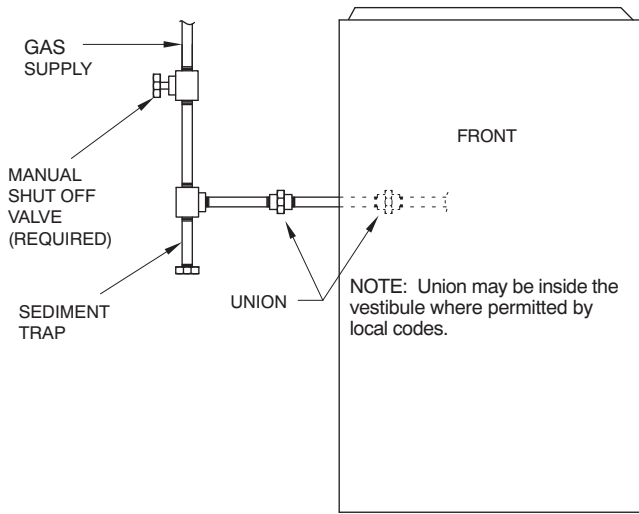 GAS
SUPPLY
FRONT
MANUAL
SHUT OFF
VALVE
(REQUIRED)
SEDIMENT
TRAP
UNION
NOTE: Union may be inside the
vestibule where permitted by
local codes.